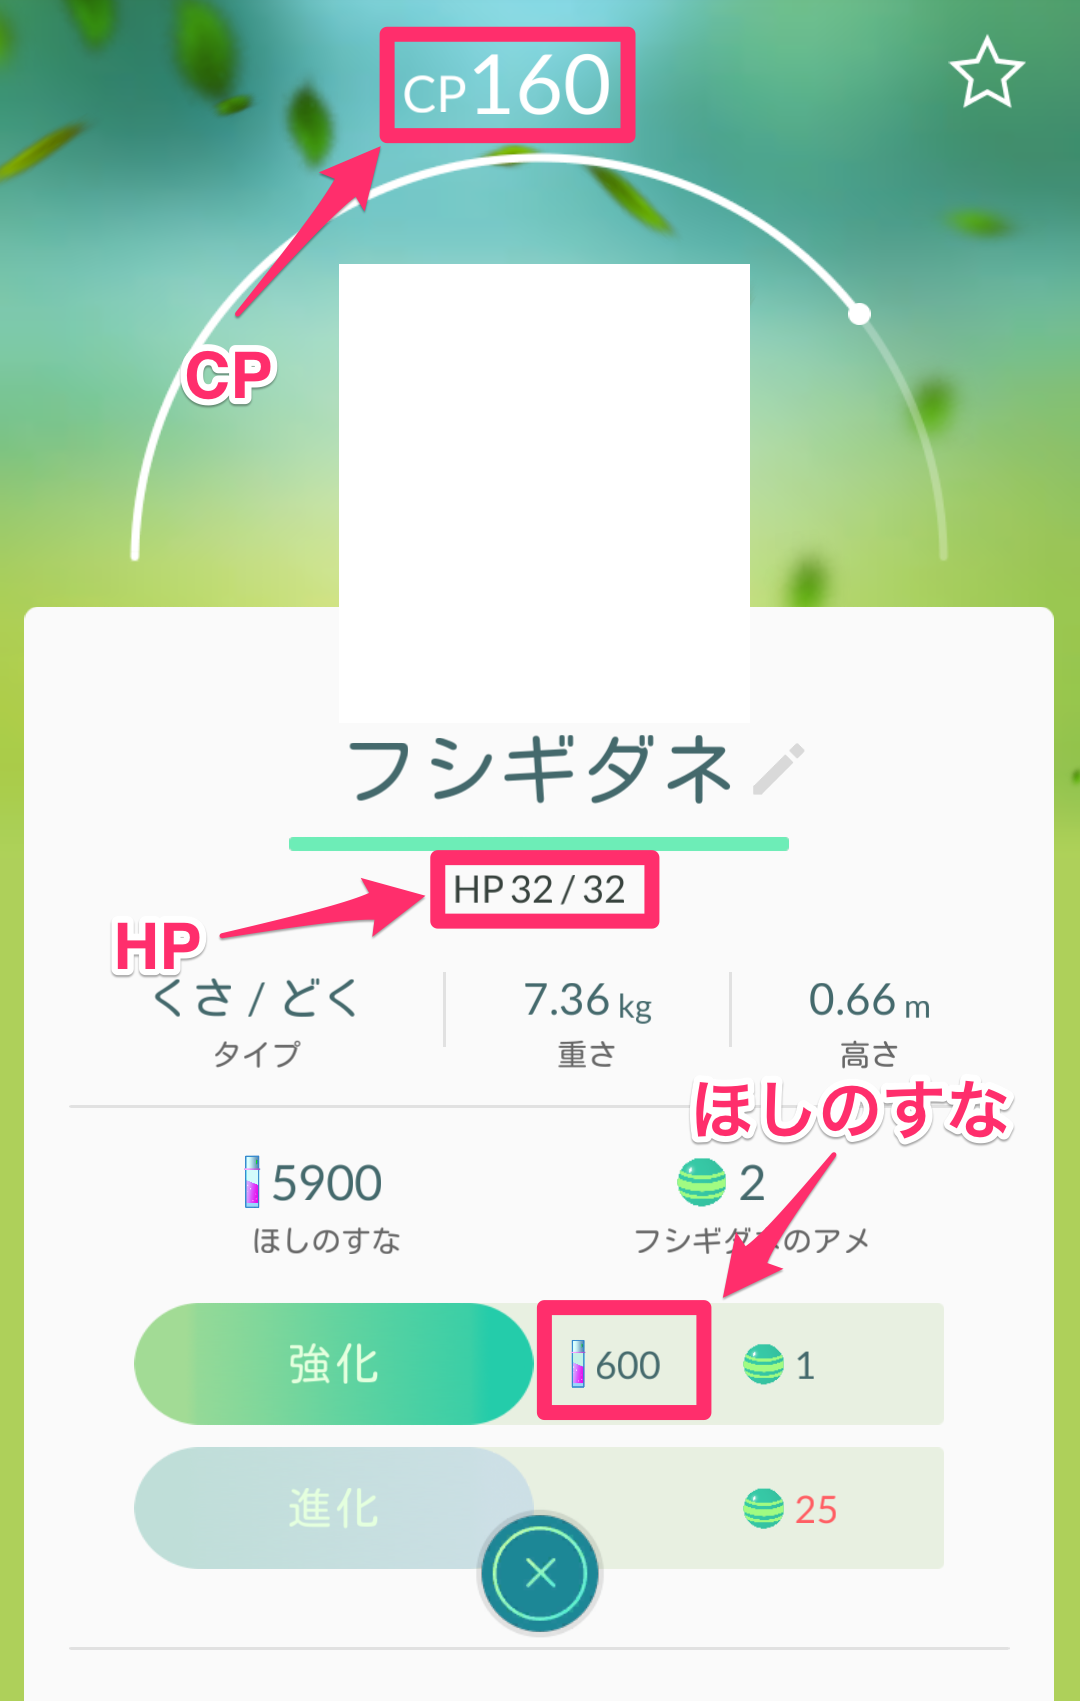 CP160
CP
フシギダネ
HP 32 / 32
HP
くさ / どく
7.36 kg
0.66 m
タイプ
重さ
高さ
ほしのすな
5900
2
ほしのすな
フシギダネのアメ
強化
600
1
進化
25